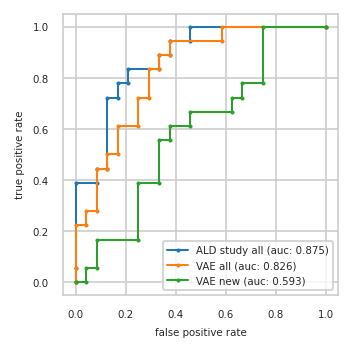 1.0
0.8
0.6
0.4
0.2
0.0
true positive rate
ALD study all (auc: 0.875)
VAE all (auc: 0.826)
VAE new (auc: 0.593)
0.0 0.2 0.4 0.6 0.8 1.0
false positive rate